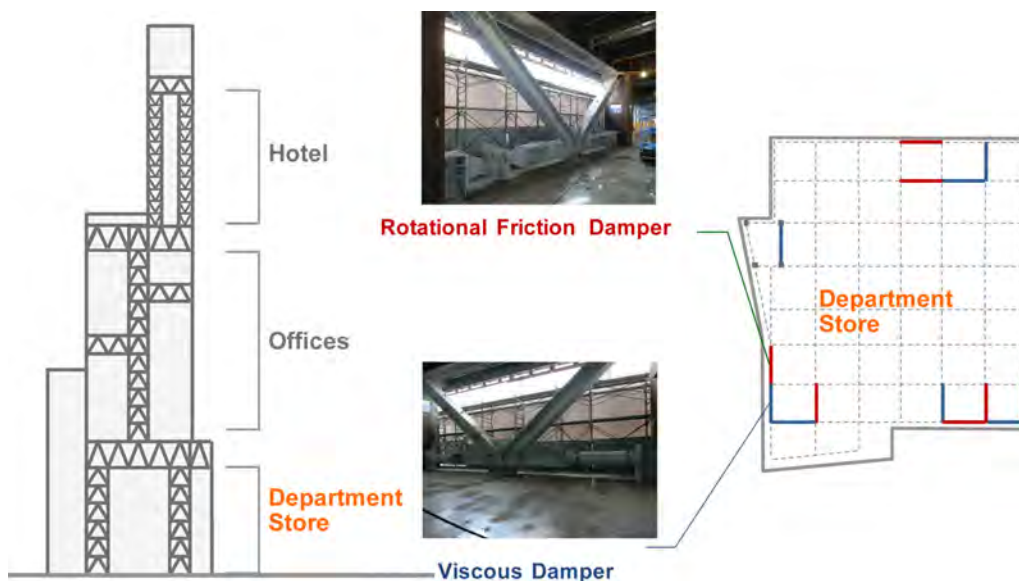 Hotel
Rotational Friction Damper
Offices
Department
Store
Department
Store
Viscous Damper